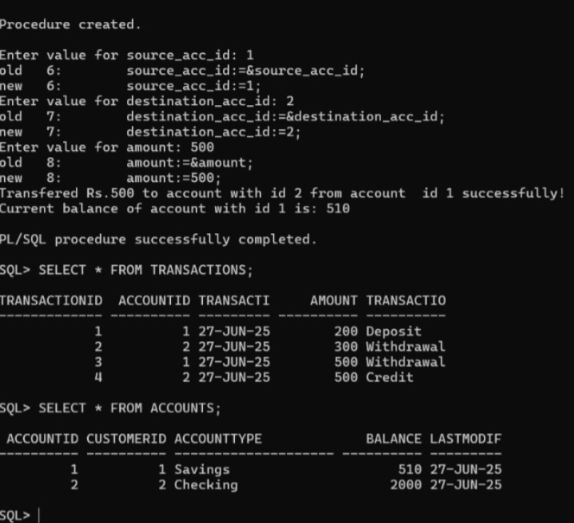 Procedure created.
Enter value for source_acc_id: 1
old   6:        source_acc_id:=&source_acc_id;
new   6:        source_acc_id:=1;
Enter value for destination_acc_id: 2
old   7:        destination_acc_id:=&destination_acc_id;
new   7:        destination_acc_id:=2;
Enter value for amount: 500
old   8:        amount:=&amount;
new   8:        amount:=500;
Transfered Rs.500 to account with id 2 from account  id 1 successfully!
Current balance of account with id 1 is: 510
PL/SQL procedure successfully completed.
SQL> SELECT * FROM TRANSACTIONS;
TRANSACTIONID  ACCOUNTID TRANSACTI     AMOUNT TRANSACTIO
------------- ---------- --------- ---------- ----------
            1          1 27-JUN-25        200 Deposit
            2          2 27-JUN-25        300 Withdrawal
            3          1 27-JUN-25        500 Withdrawal
            4          2 27-JUN-25        500 Credit
SQL> SELECT * FROM ACCOUNTS;
 ACCOUNTID CUSTOMERID ACCOUNTTYPE             BALANCE LASTMODIF
---------- ---------- -------------------- ---------- ---------
         1          1 Savings                     510 27-JUN-25
         2          2 Checking                   2000 27-JUN-25
SQL>